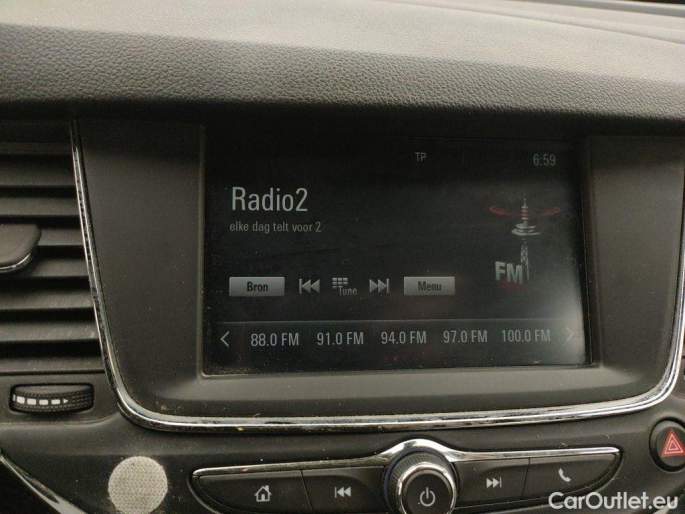 TP 6:59
Radio2
elke dag telt voor 2
FM
Bron Tune Menu
88.0 FM 91.0 FM 94.0 FM 97.0 FM 100.0 FM
CarOutlet.eu